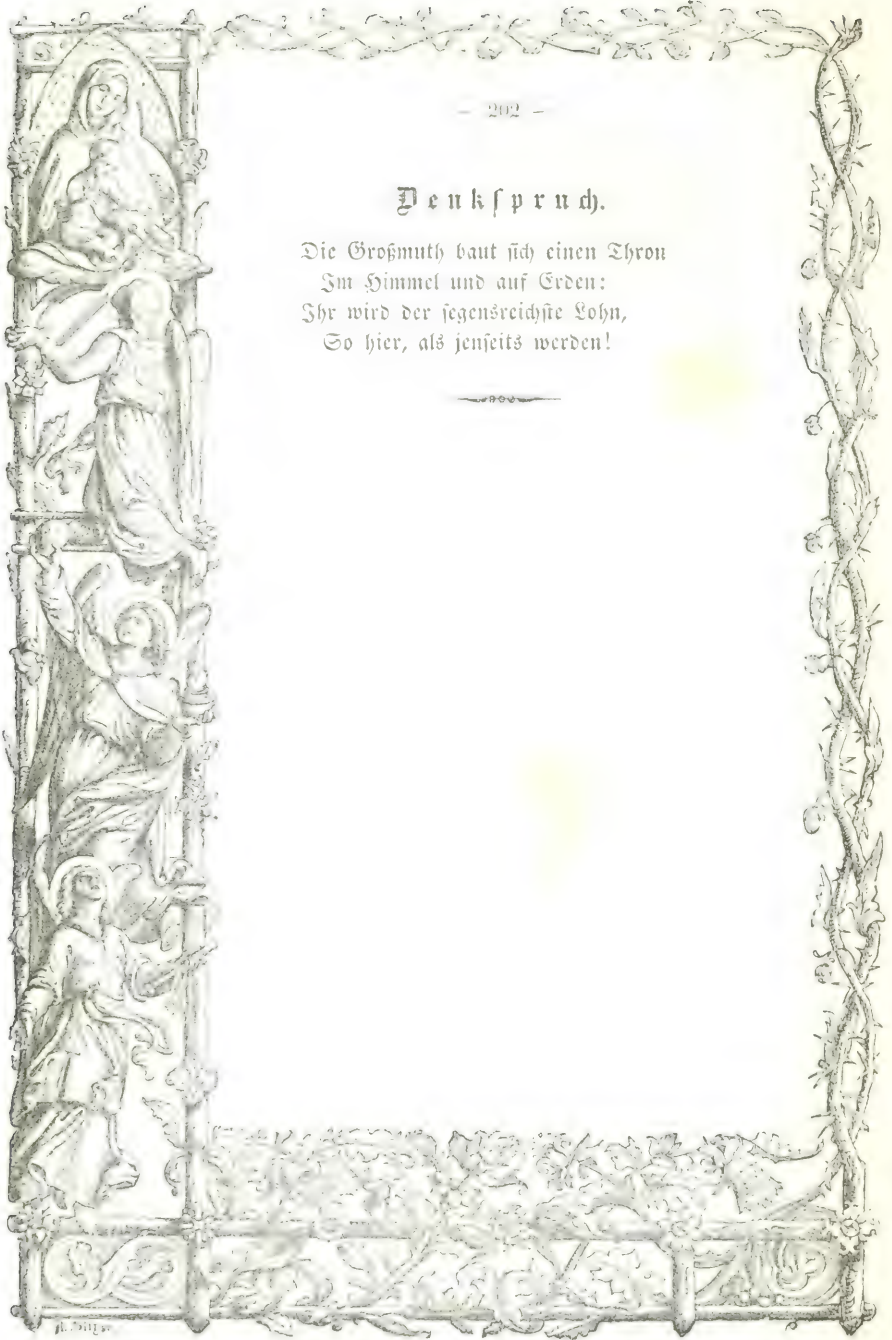 – 202 –
Denkspruch.
Die Großmuth baut sich einen Thron
Im Himmel und auf Erden:
Ihr wird der segensreichste Lohn,
So hier, als jenseits werden!